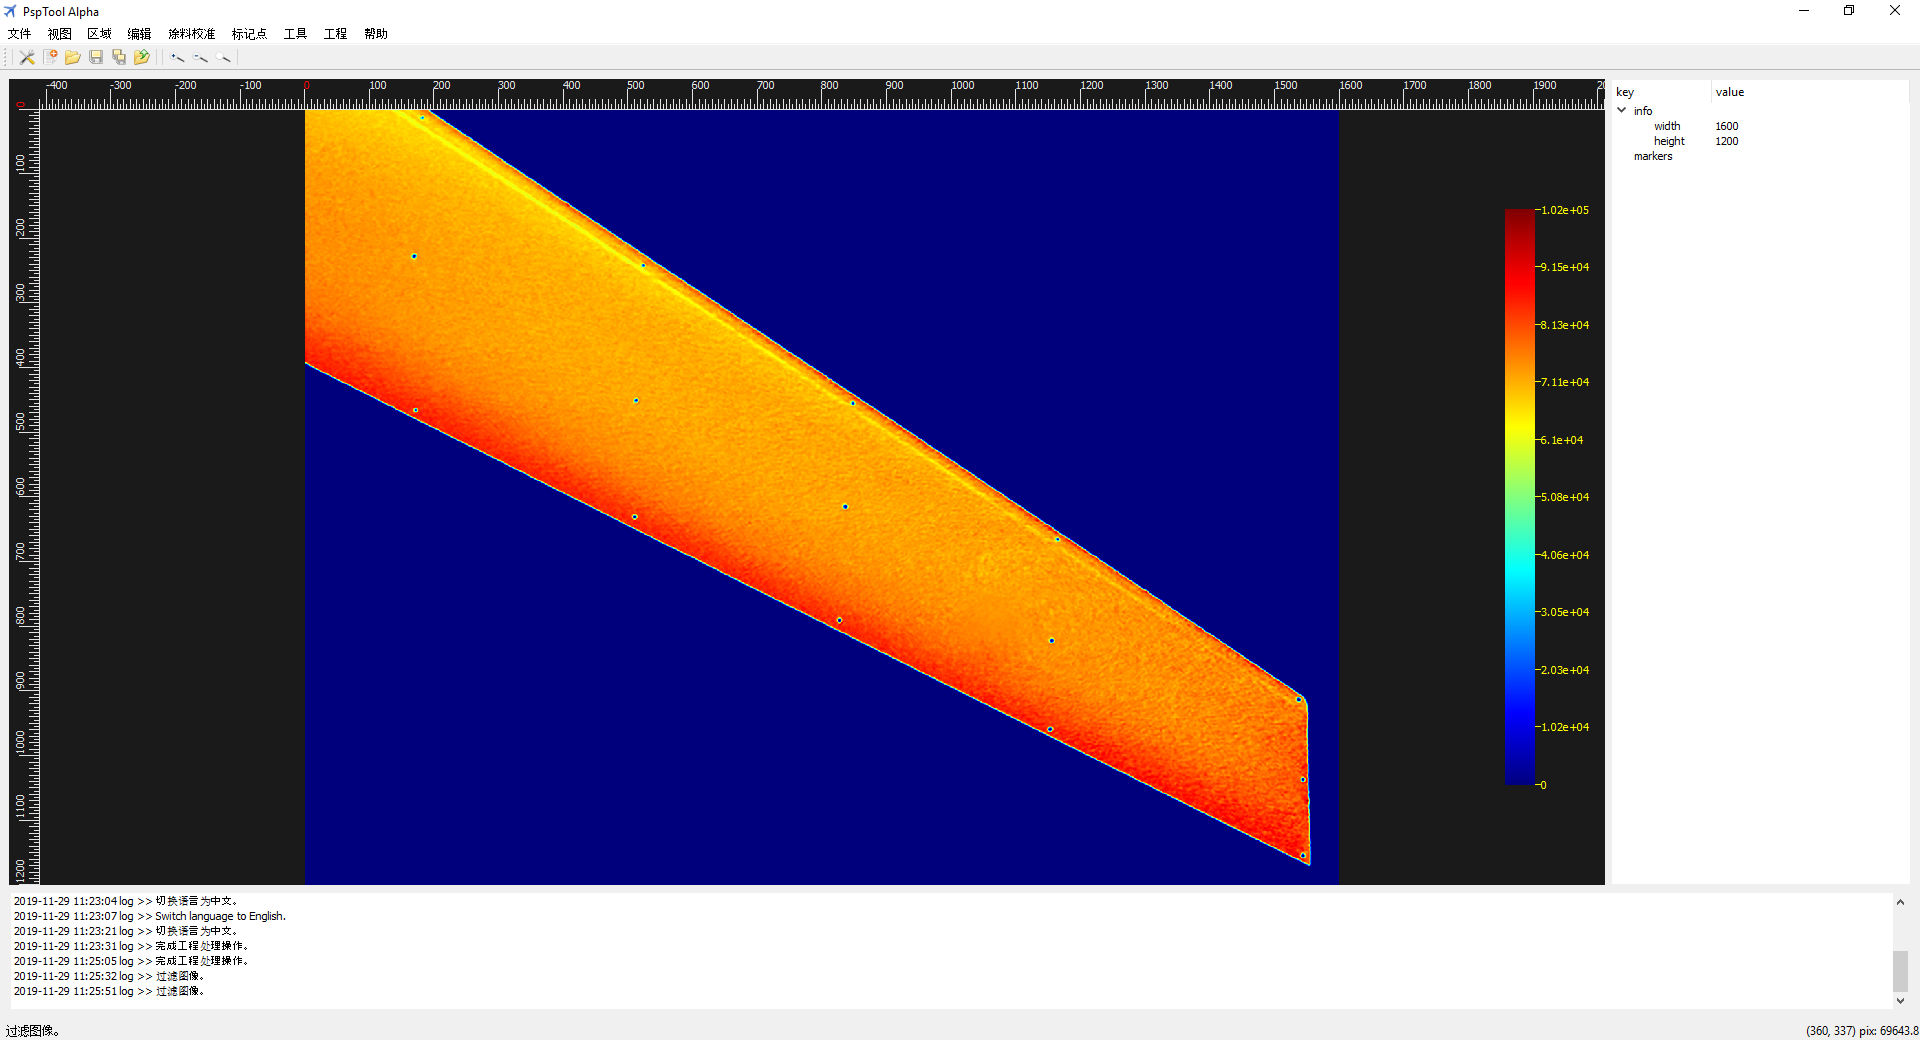 PspTool Alpha
文件 视图 区域 编辑 涂料校准 标记点 工具 工程 帮助
-400 -300 -200 -100 0 100 200 300 400 500 600 700 800 900 1000 1100 1200 1300 1400 1500 1600 1700 1800 1900 20
0
100
200
300
400
500
600
700
800
900
1000
1100
1200
1.02e+05
9.15e+04
8.13e+04
7.11e+04
6.1e+04
5.08e+04
4.06e+04
3.05e+04
2.03e+04
1.02e+04
0
key value
info
width 1600
height 1200
markers
2019-11-29 11:23:04 log >> 切换语言为中文。
2019-11-29 11:23:07 log >> Switch language to English.
2019-11-29 11:23:21 log >> 切换语言为中文。
2019-11-29 11:23:31 log >> 完成工程处理操作。
2019-11-29 11:25:05 log >> 完成工程处理操作。
2019-11-29 11:25:32 log >> 过滤图像。
2019-11-29 11:25:51 log >> 过滤图像。
过滤图像。 (360, 337) pix: 69643.8